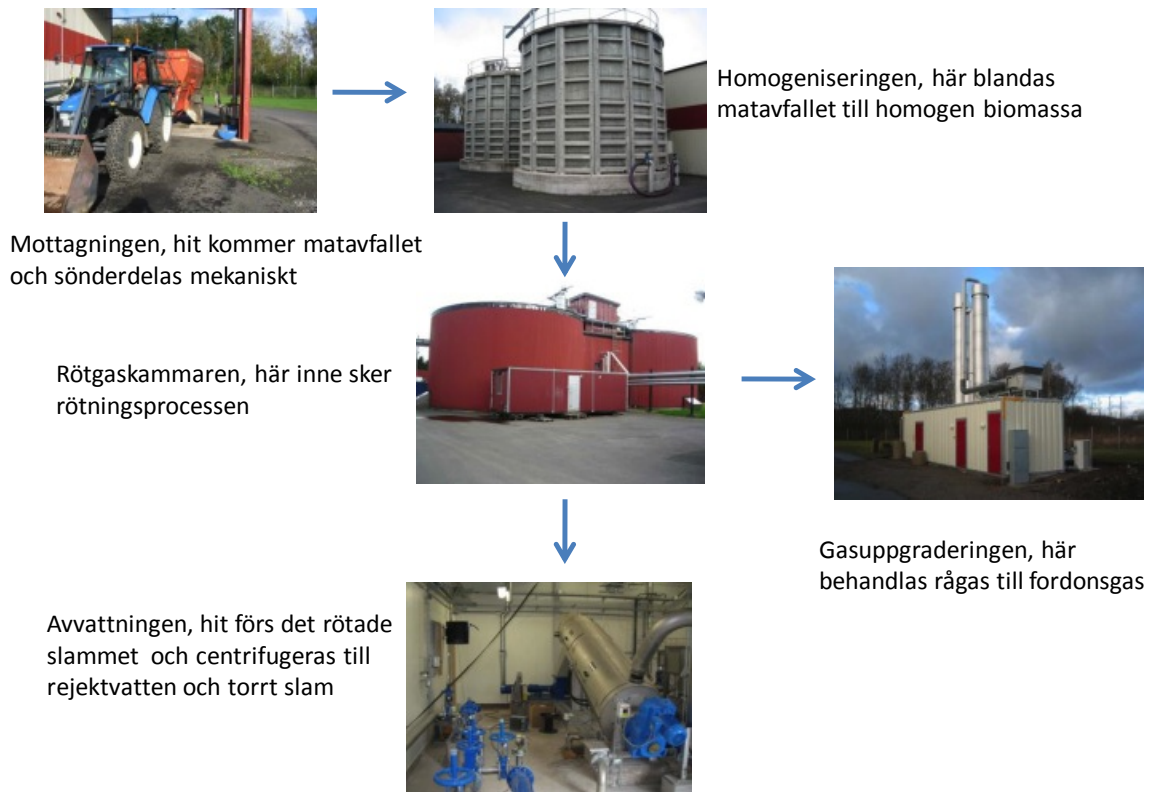 Homogeniseringen, här blandas
matavfallet till homogen biomassa
Mottagningen, hit kommer matavfallet
och sönderdelas mekaniskt
Rötgaskammaren, här inne sker
rötningsprocessen
Gasuppgraderingen, här
behandlas rågas till fordonsgas
Avvattningen, hit förs det rötade
slammet och centrifugeras till
rejektvatten och torrt slam